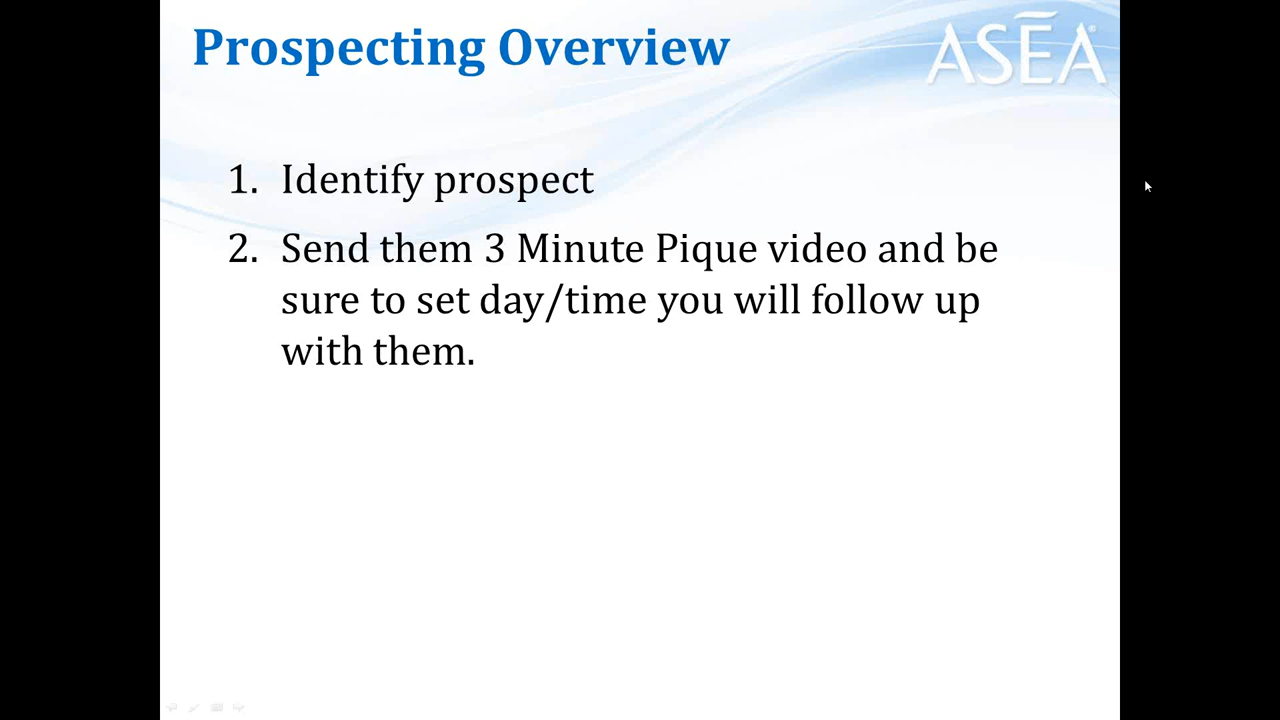 Prospecting Overview
ASĒA
1. Identify prospect
2. Send them 3 Minute Pique video and be
sure to set day/time you will follow up
with them.